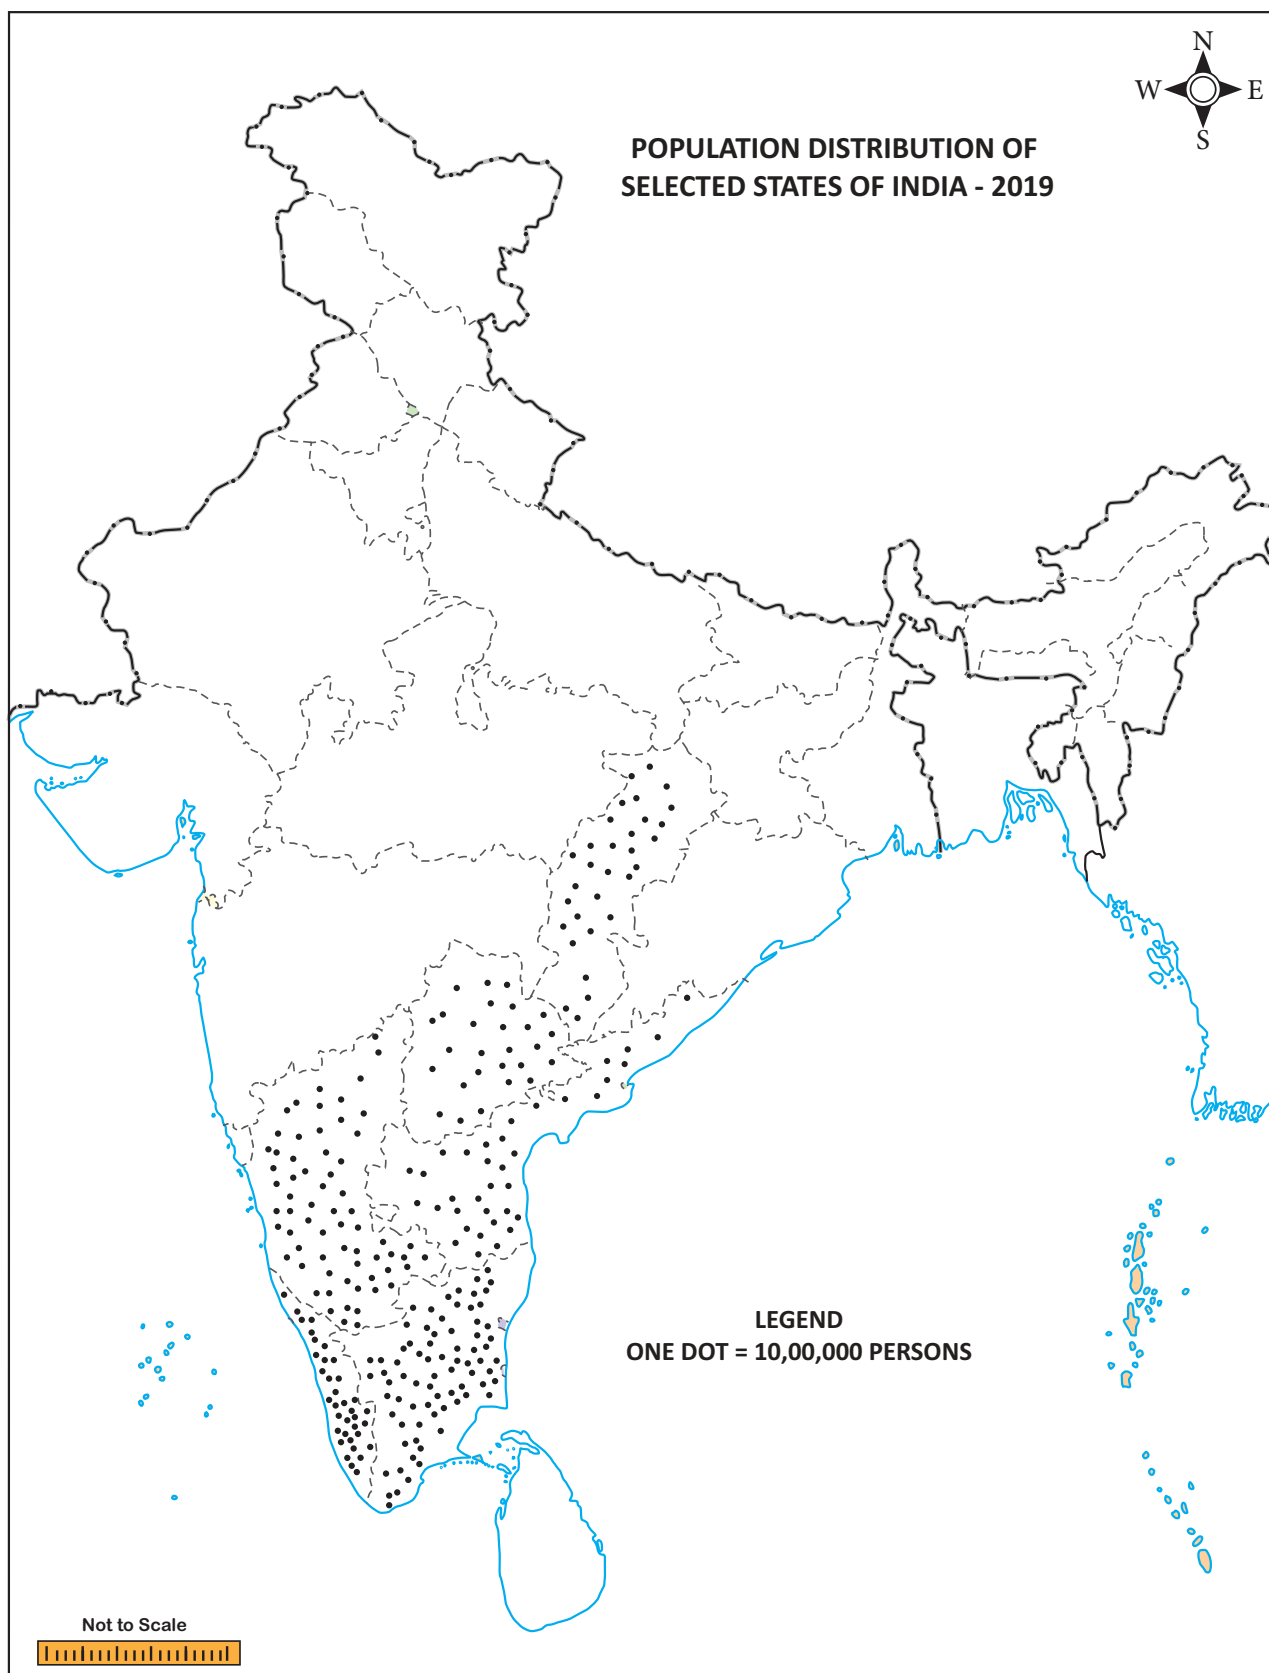 N
W E
S
POPULATION DISTRIBUTION OF
SELECTED STATES OF INDIA - 2019
LEGEND
ONE DOT = 10,00,000 PERSONS
Not to Scale